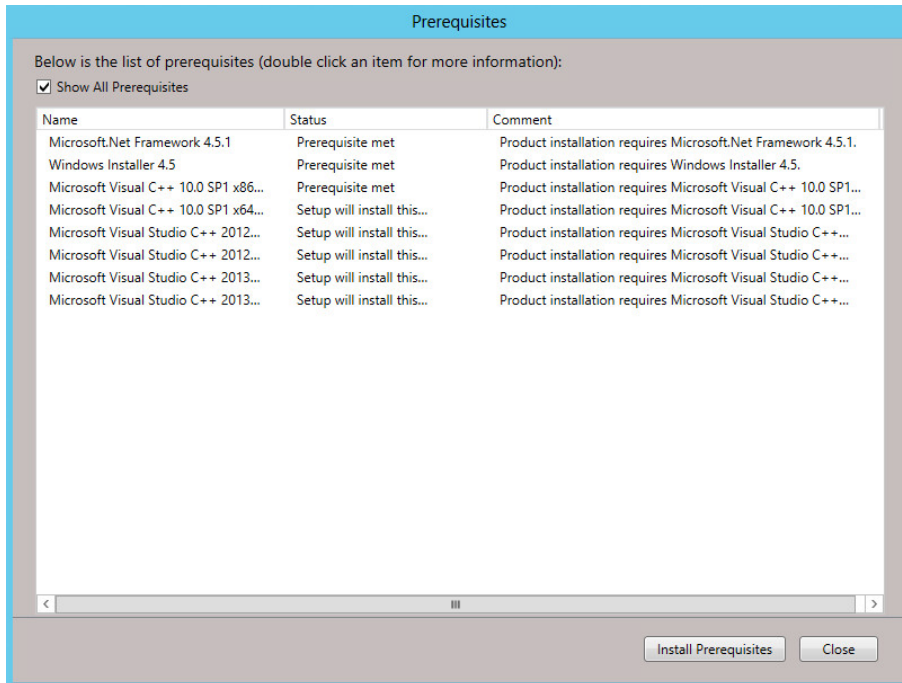 Prerequisites
Below is the list of prerequisites (double click an item for more information):
Show All Prerequisites
Name Status Comment
Microsoft.Net Framework 4.5.1 Prerequisite met Product installation requires Microsoft.Net Framework 4.5.1.
Windows Installer 4.5 Prerequisite met Product installation requires Windows Installer 4.5.
Microsoft Visual C++ 10.0 SP1 x86... Prerequisite met Product installation requires Microsoft Visual C++ 10.0 SP1...
Microsoft Visual C++ 10.0 SP1 x64... Setup will install this... Product installation requires Microsoft Visual C++ 10.0 SP1...
Microsoft Visual Studio C++ 2012... Setup will install this... Product installation requires Microsoft Visual Studio C++...
Microsoft Visual Studio C++ 2012... Setup will install this... Product installation requires Microsoft Visual Studio C++...
Microsoft Visual Studio C++ 2013... Setup will install this... Product installation requires Microsoft Visual Studio C++...
Microsoft Visual Studio C++ 2013... Setup will install this... Product installation requires Microsoft Visual Studio C++...
Install Prerequisites Close